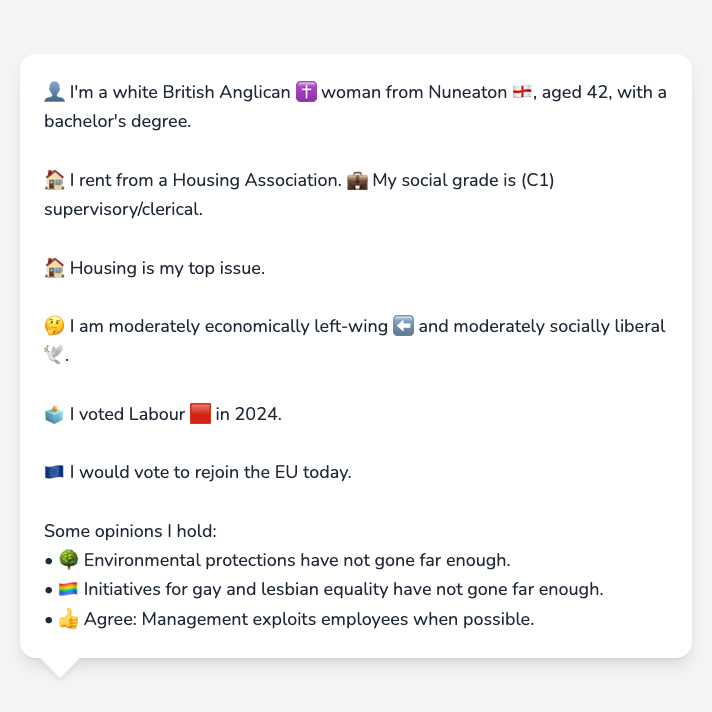 👤 I'm a white British Anglican ✝️ woman from Nuneaton 🏴󠁧󠁢󠁥󠁮󠁧󠁿, aged 42, with a
bachelor's degree.
🏠 I rent from a Housing Association. 💼 My social grade is (C1)
supervisory/clerical.
🏠 Housing is my top issue.
🤔 I am moderately economically left-wing ⬅️ and moderately socially liberal
🕊️.
🗳️ I voted Labour 🟥 in 2024.
🇪🇺 I would vote to rejoin the EU today.
Some opinions I hold:
• 🌳 Environmental protections have not gone far enough.
• 🏳️‍🌈 Initiatives for gay and lesbian equality have not gone far enough.
• 👍 Agree: Management exploits employees when possible.